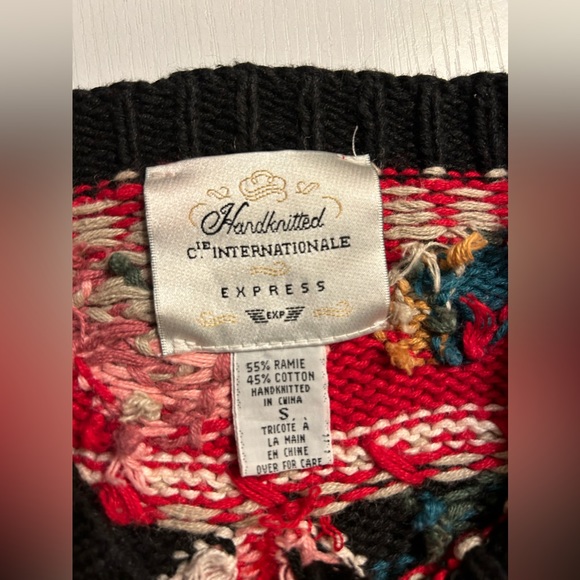 Handknitted
CIE INTERNATIONALE
EXPRESS
EXP
55% RAMIE
45% COTTON
HANDKNITTED
IN CHINA
S
TRICOTÉ À
LA MAIN
EN CHINE
OVER FOR CARE